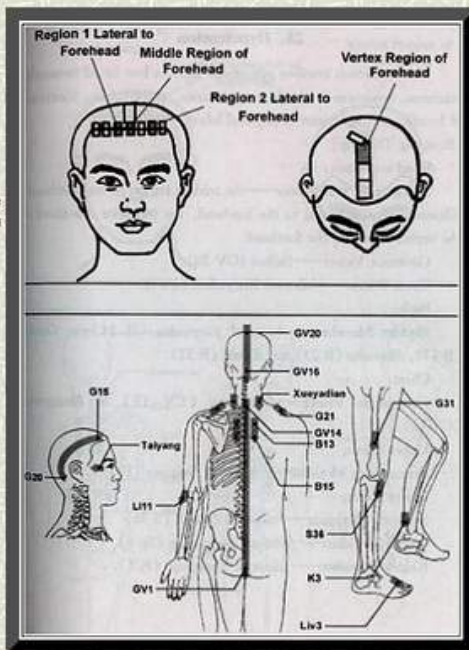 Region 1 Lateral to
Forehead
Middle Region of
Forehead
Region 2 Lateral to
Forehead
Vertex Region of
Forehead
GV20
GV16
Xueyadian
G21
GV14
B13
B15
G15
Taiyang
G20
LI11
GV1
G31
S36
K3
Liv3